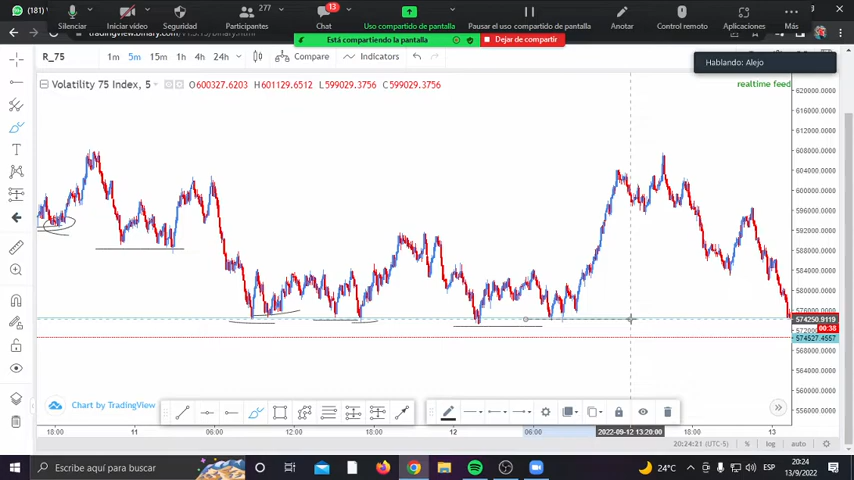 (181)
Silenciar
Iniciar video
Seguridad
Participantes
277
Chat
13
Uso compartido de pantalla
Pausar el uso compartido de pantalla
Anotar
Control remoto
Aplicaciones
Más
Está compartiendo la pantalla
Dejar de compartir
Hablando: Alejo
R_75
1m 5m 15m 1h 4h 24h
Compare
Indicators
Volatility 75 Index, 5
O600327.6203 H601129.6512 L599029.3756 C599029.3756
realtime feed
620000.0000
612000.0000
608000.0000
600000.0000
596000.0000
592000.0000
588000.0000
584000.0000
580000.0000
576000.0000
574250.9119
00:38
574527.4557
568000.0000
564000.0000
560000.0000
556000.0000
Chart by TradingView
18:00 11 06:00 12:00 18:00 12 06:00 2022-09-12 13:20:00 18:00 13
20:24:21 (UTC-5) % log auto
Escribe aquí para buscar
24°C
ESP
20:24
13/9/2022